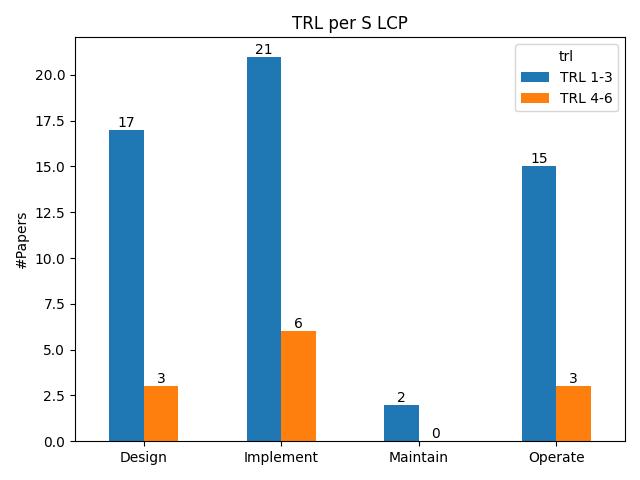 TRL per S LCP
#Papers
20.0
17.5
15.0
12.5
10.0
7.5
5.0
2.5
0.0
17
21
2
15
3
6
0
3
trl
TRL 1-3
TRL 4-6
Design
Implement
Maintain
Operate